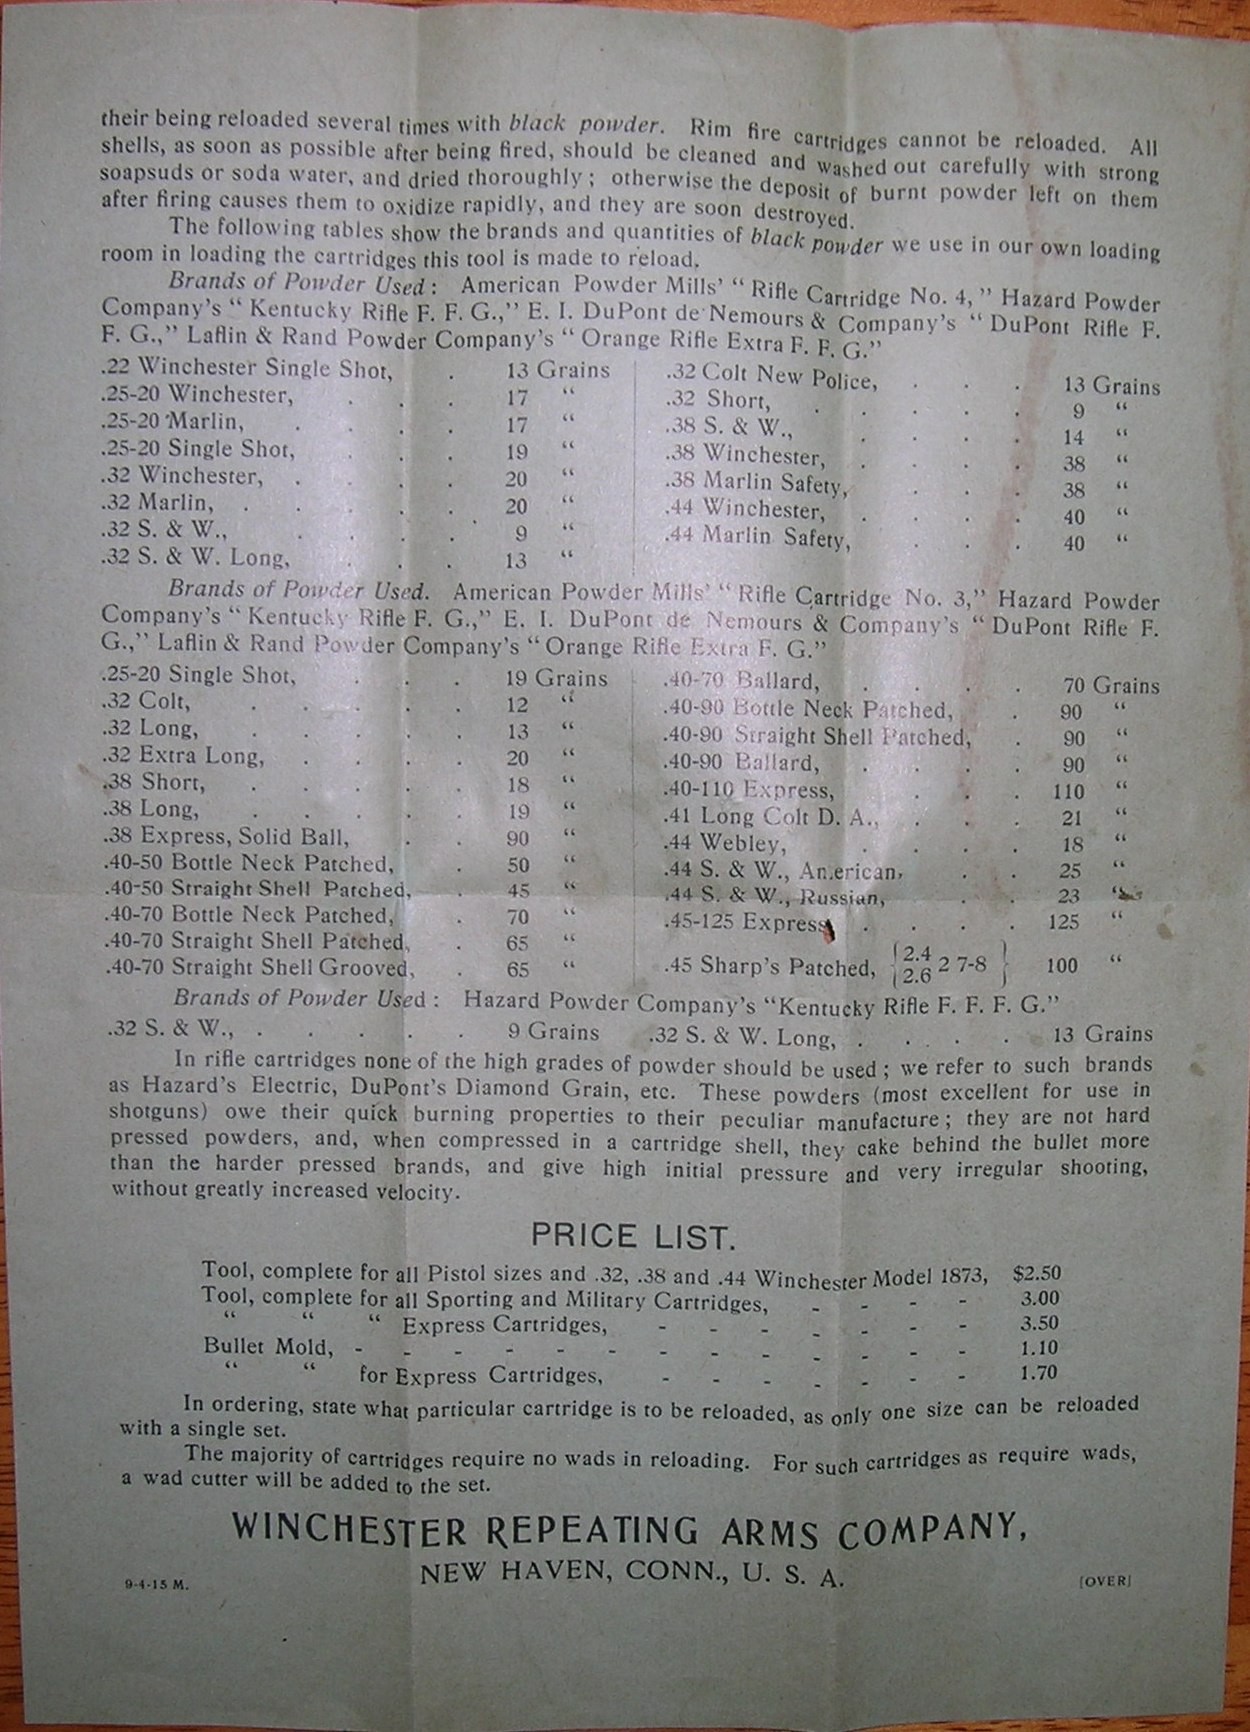 their being reloaded several times with black powder. Rim fire cartridges cannot be reloaded. All
shells, as soon as possible after being fired, should be cleaned and washed out carefully with strong
soapsuds or soda water, and dried thoroughly; otherwise the deposit of burnt powder left on them
after firing causes them to oxidize rapidly, and they are soon destroyed.
The following tables show the brands and quantities of black powder we use in our own loading
room in loading the cartridges this tool is made to reload.
Brands of Powder Used: American Powder Mills' "Rifle Cartridge No. 4," Hazard Powder
Company's "Kentucky Rifle F. F. G.," E. I. DuPont de Nemours & Company's "DuPont Rifle F.
F. G.," Laflin & Rand Powder Company's "Orange Rifle Extra F. F. G."
.22 Winchester Single Shot, . 13 Grains
.25-20 Winchester, . . . 17 "
.25-20 Marlin, . . . . 17 "
.25-20 Single Shot, . . . 19 "
.32 Winchester, . . . . 20 "
.32 Marlin, . . . . . 20 "
.32 S. & W., . . . . 9 "
.32 S. & W. Long, . . . 13 "
.32 Colt New Police, . . . 13 Grains
.32 Short, . . . . . 9 "
.38 S. & W., . . . . 14 "
.38 Winchester, . . . . 38 "
.38 Marlin Safety, . . . 38 "
.44 Winchester, . . . . 40 "
.44 Marlin Safety, . . . 40 "
Brands of Powder Used. American Powder Mills' "Rifle Cartridge No. 3," Hazard Powder
Company's "Kentucky Rifle F. G.," E. I. DuPont de Nemours & Company's "DuPont Rifle F.
G.," Laflin & Rand Powder Company's "Orange Rifle Extra F. G."
.25-20 Single Shot, . . . 19 Grains
.32 Colt, . . . . . 12 "
.32 Long, . . . . . 13 "
.32 Extra Long, . . . . 20 "
.38 Short, . . . . . 18 "
.38 Long, . . . . . 19 "
.38 Express, Solid Ball, . . 90 "
.40-50 Bottle Neck Patched, . 50 "
.40-50 Straight Shell Patched, . 45 "
.40-70 Bottle Neck Patched, . 70 "
.40-70 Straight Shell Patched, . 65 "
.40-70 Straight Shell Grooved, . 65 "
.40-70 Ballard, . . . . 70 Grains
.40-90 Bottle Neck Patched, . 90 "
.40-90 Straight Shell Patched, . 90 "
.40-90 Ballard, . . . . 90 "
.40-110 Express, . . . 110 "
.41 Long Colt D. A., . . . 21 "
.44 Webley, . . . . 18 "
.44 S. & W., American, . . 25 "
.44 S. & W., Russian, . . 23 "
.45-125 Express, . . . . 125 "
.45 Sharp's Patched, {2.4 2.6 2 7-8} 100 "
Brands of Powder Used: Hazard Powder Company's "Kentucky Rifle F. F. F. G."
.32 S. & W., . . . . . 9 Grains .32 S. & W. Long, . . . . 13 Grains
In rifle cartridges none of the high grades of powder should be used; we refer to such brands
as Hazard's Electric, DuPont's Diamond Grain, etc. These powders (most excellent for use in
shotguns) owe their quick burning properties to their peculiar manufacture; they are not hard
pressed powders, and, when compressed in a cartridge shell, they cake behind the bullet more
than the harder pressed brands, and give high initial pressure and very irregular shooting,
without greatly increased velocity.
PRICE LIST.
Tool, complete for all Pistol sizes and .32, .38 and .44 Winchester Model 1873, $2.50
Tool, complete for all Sporting and Military Cartridges, - - - - 3.00
" " " Express Cartridges, - - - - - - - 3.50
Bullet Mold, - - - - - - - - - - - - - 1.10
" " for Express Cartridges, - - - - - - - 1.70
In ordering, state what particular cartridge is to be reloaded, as only one size can be reloaded
with a single set.
The majority of cartridges require no wads in reloading. For such cartridges as require wads,
a wad cutter will be added to the set.
WINCHESTER REPEATING ARMS COMPANY,
NEW HAVEN, CONN., U. S. A.
9-4-15 M. [OVER]